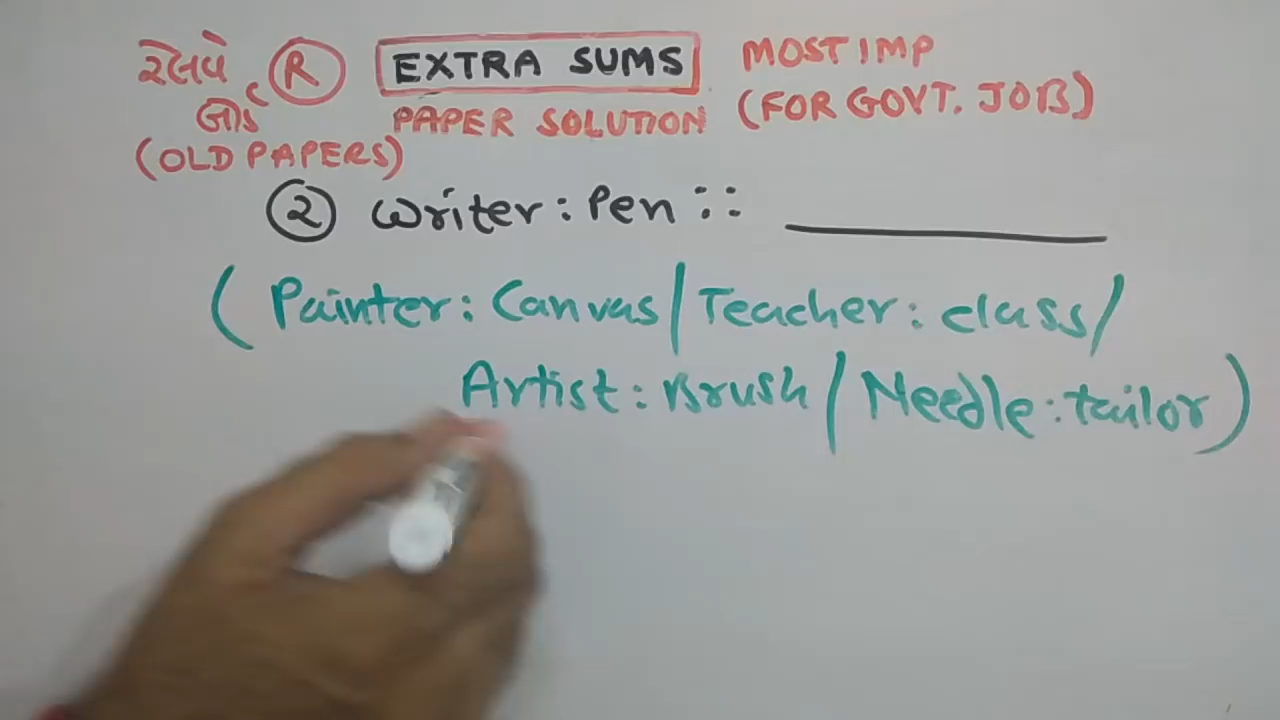 રેલવે Ⓡ EXTRA SUMS MOST IMP
બોર્ડ PAPER SOLUTION (FOR GOVT. JOB)
(OLD PAPERS)
② Writer : Pen :: ________
( Painter : Canvas / Teacher : class /
Artist : Brush / Needle : tailor )